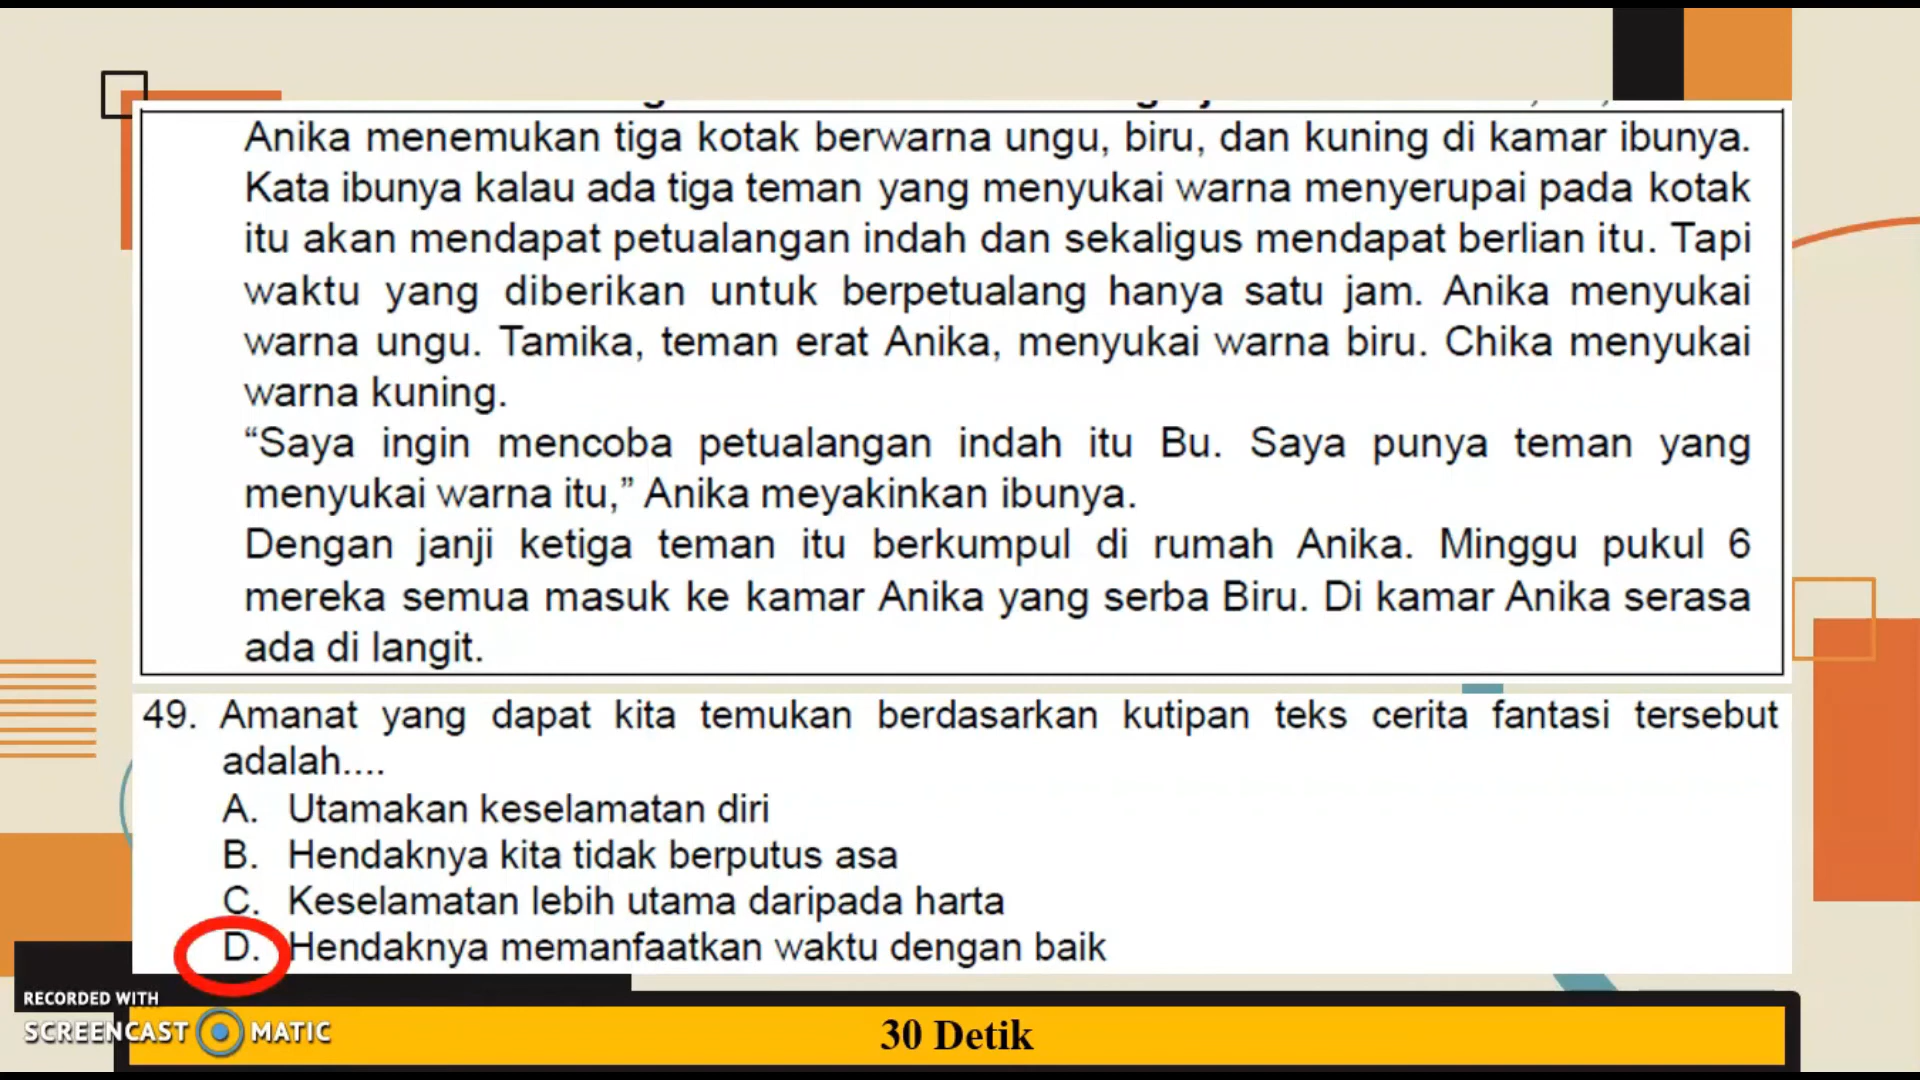 Anika menemukan tiga kotak berwarna ungu, biru, dan kuning di kamar ibunya.
Kata ibunya kalau ada tiga teman yang menyukai warna menyerupai pada kotak
itu akan mendapat petualangan indah dan sekaligus mendapat berlian itu. Tapi
waktu yang diberikan untuk berpetualang hanya satu jam. Anika menyukai
warna ungu. Tamika, teman erat Anika, menyukai warna biru. Chika menyukai
warna kuning.
“Saya ingin mencoba petualangan indah itu Bu. Saya punya teman yang
menyukai warna itu,” Anika meyakinkan ibunya.
Dengan janji ketiga teman itu berkumpul di rumah Anika. Minggu pukul 6
mereka semua masuk ke kamar Anika yang serba Biru. Di kamar Anika serasa
ada di langit.
49. Amanat yang dapat kita temukan berdasarkan kutipan teks cerita fantasi tersebut
adalah....
A. Utamakan keselamatan diri
B. Hendaknya kita tidak berputus asa
C. Keselamatan lebih utama daripada harta
D. Hendaknya memanfaatkan waktu dengan baik
RECORDED WITH
SCREENCAST MATIC
30 Detik